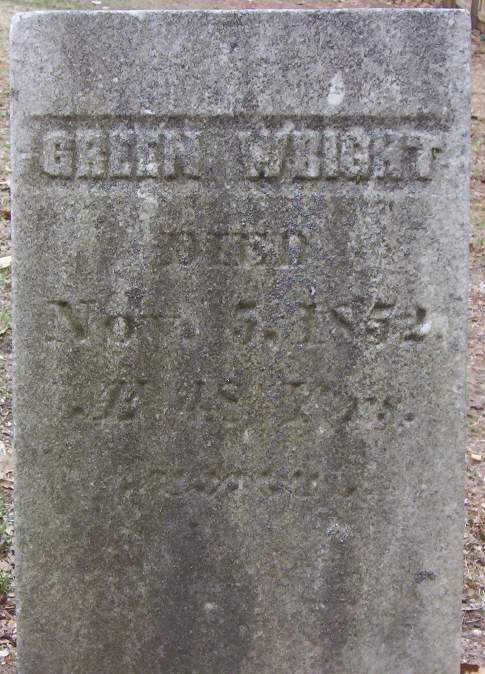 GREEN WRIGHT
DIED
Nov. 5, 1852.
Æ 48 Yrs.